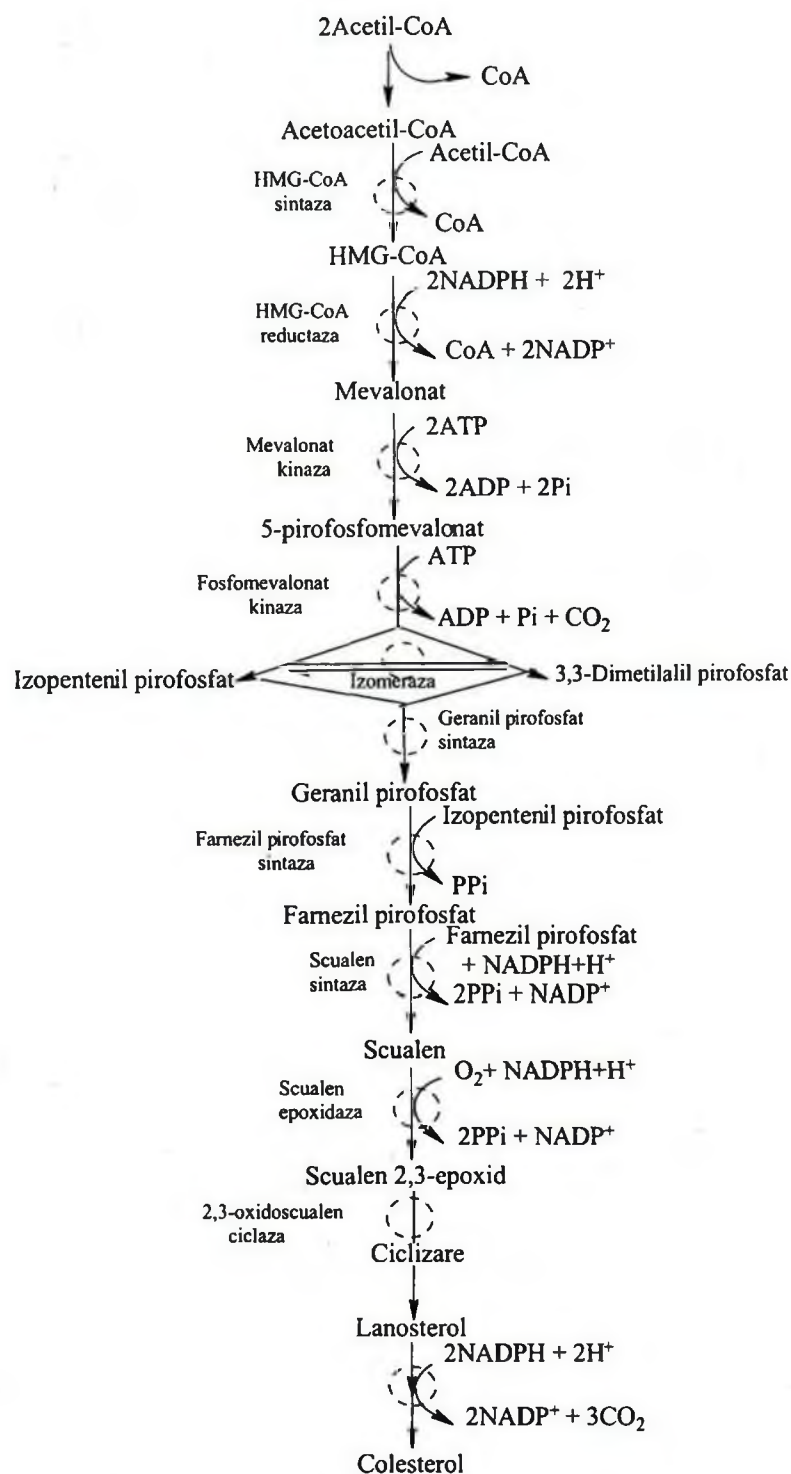 2Acetil-CoA
CoA
Acetoacetil-CoA
Acetil-CoA
HMG-CoA
sintaza
CoA
HMG-CoA
2NADPH + 2H⁺
HMG-CoA
reductaza
CoA + 2NADP⁺
Mevalonat
2ATP
Mevalonat
kinaza
2ADP + 2Pi
5-pirofosfomevalonat
ATP
Fosfomevalonat
kinaza
ADP + Pi + CO₂
Izopentenil pirofosfat
Izomeraza
3,3-Dimetilalil pirofosfat
Geranil pirofosfat
sintaza
Geranil pirofosfat
Izopentenil pirofosfat
Farnezil pirofosfat
sintaza
PPi
Farnezil pirofosfat
Farnezil pirofosfat
+ NADPH+H⁺
Scualen
sintaza
2PPi + NADP⁺
Scualen
O₂+ NADPH+H⁺
Scualen
epoxidaza
2PPi + NADP⁺
Scualen 2,3-epoxid
2,3-oxidoscualen
ciclaza
Ciclizare
Lanosterol
2NADPH + 2H⁺
2NADP⁺ + 3CO₂
Colesterol